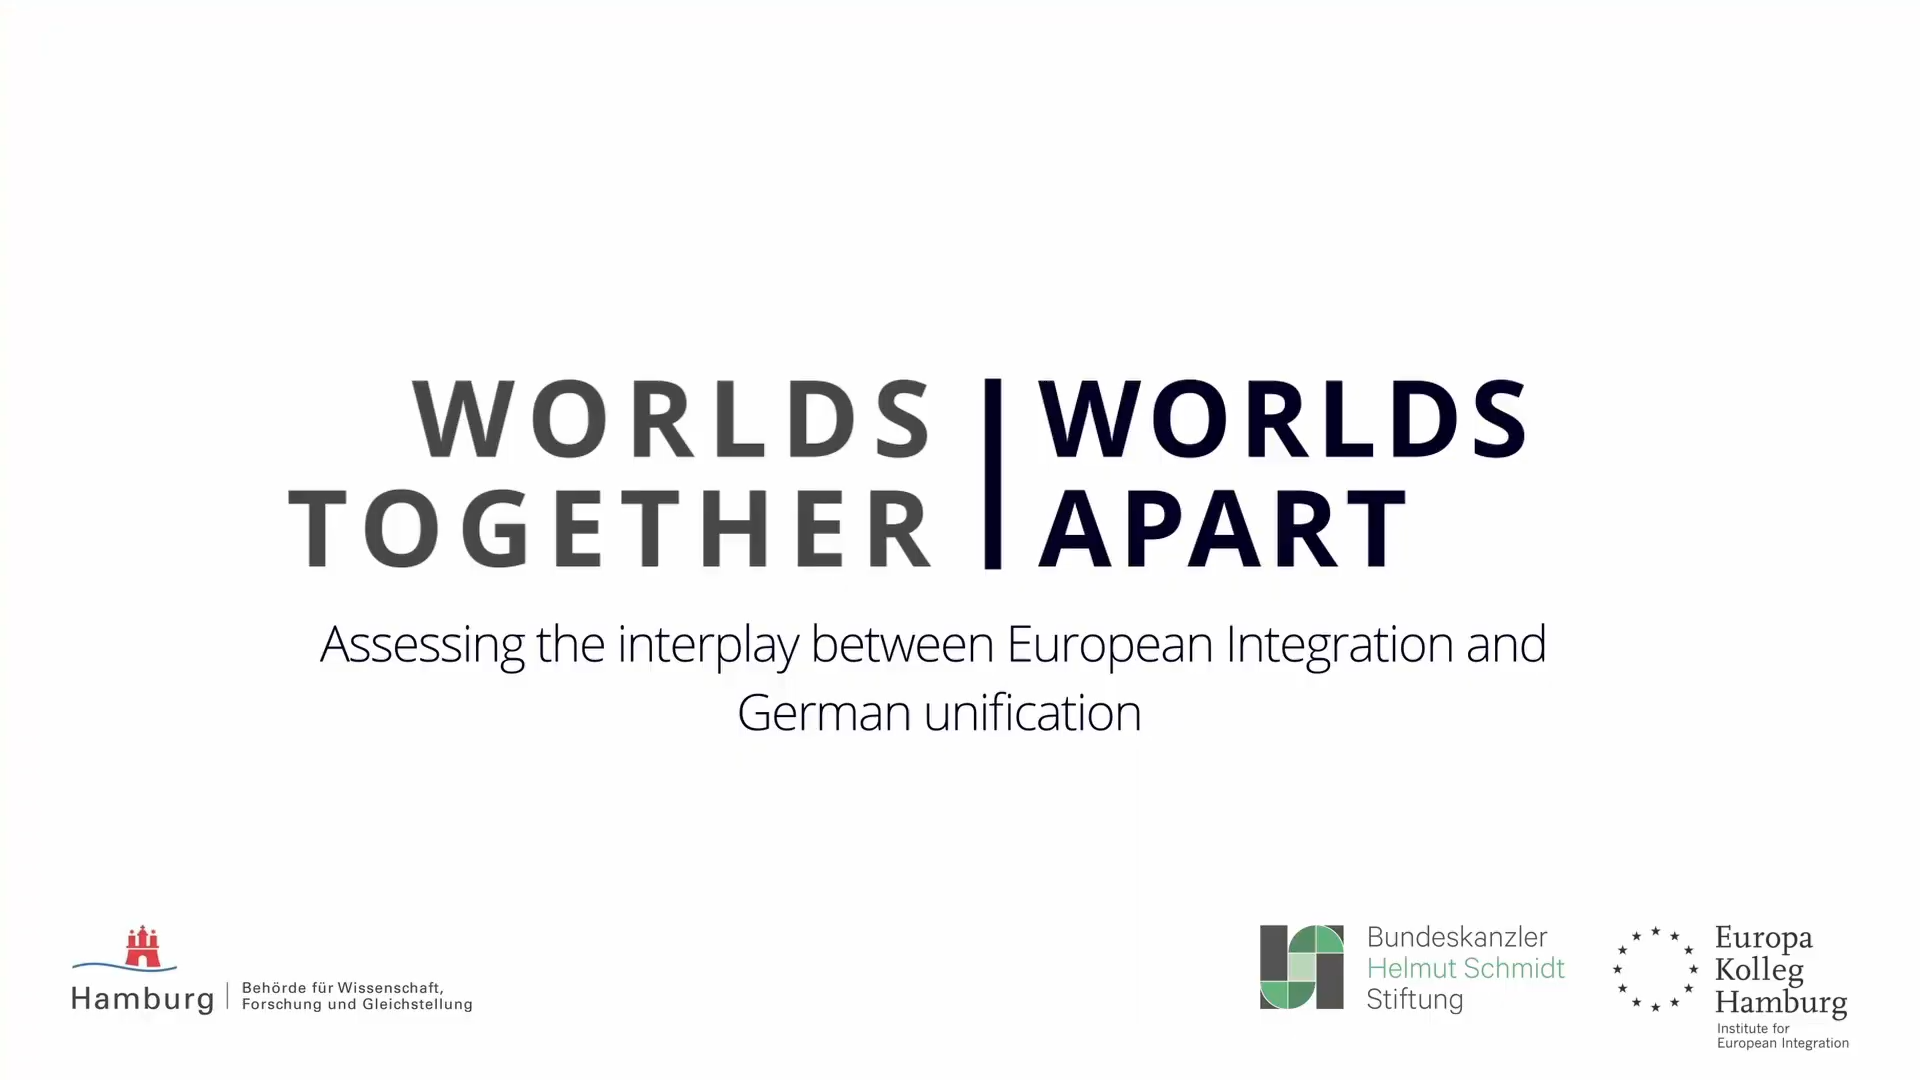 WORLDS
TOGETHER
WORLDS
APART
Assessing the interplay between European Integration and
German unification
Hamburg
Behörde für Wissenschaft,
Forschung und Gleichstellung
Bundeskanzler
Helmut Schmidt
Stiftung
Europa
Kolleg
Hamburg
Institute for
European Integration